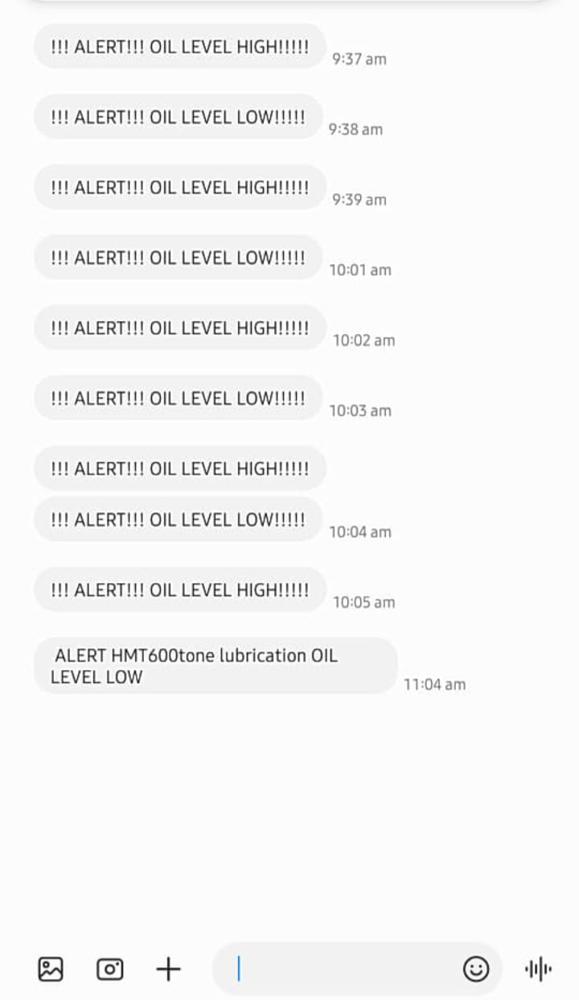 !!! ALERT!!! OIL LEVEL HIGH!!!!!
9:37 am
!!! ALERT!!! OIL LEVEL LOW!!!!!
9:38 am
!!! ALERT!!! OIL LEVEL HIGH!!!!!
9:39 am
!!! ALERT!!! OIL LEVEL LOW!!!!!
10:01 am
!!! ALERT!!! OIL LEVEL HIGH!!!!!
10:02 am
!!! ALERT!!! OIL LEVEL LOW!!!!!
10:03 am
!!! ALERT!!! OIL LEVEL HIGH!!!!!
!!! ALERT!!! OIL LEVEL LOW!!!!!
10:04 am
!!! ALERT!!! OIL LEVEL HIGH!!!!!
10:05 am
ALERT HMT600tone lubrication OIL
LEVEL LOW
11:04 am